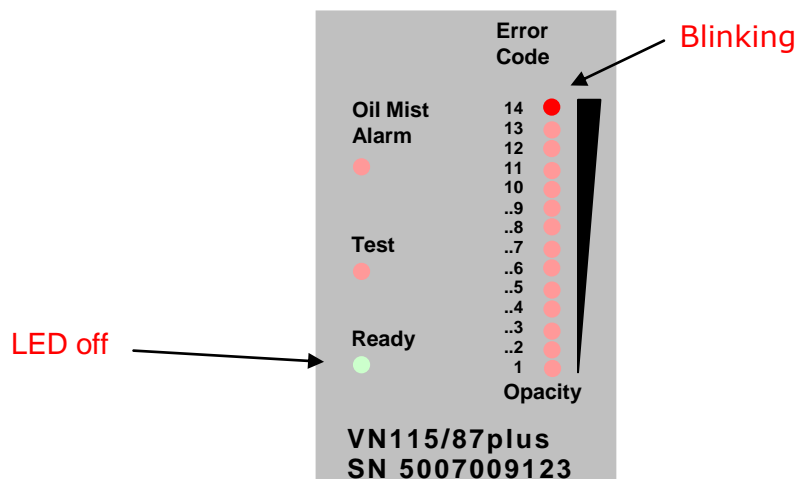 Error
Code
Blinking
Oil Mist
Alarm
14
13
12
11
10
..9
..8
Test
..7
..6
..5
..4
..3
Ready
..2
1
LED off
Opacity
VN115/87plus
SN 5007009123